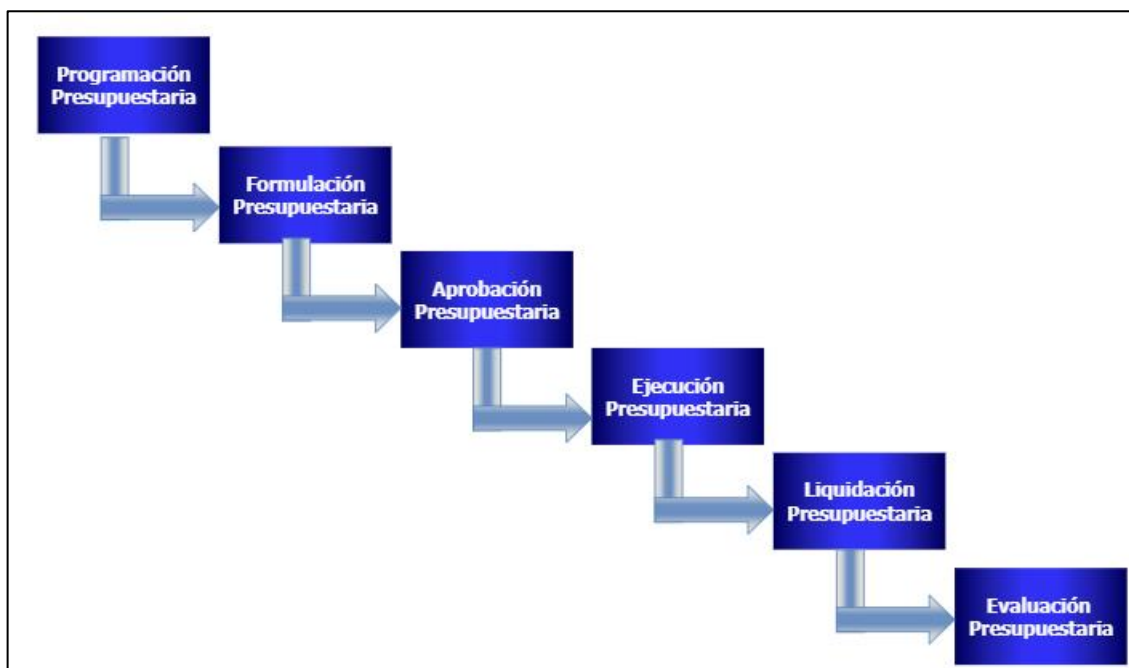 Programación
Presupuestaria
Formulación
Presupuestaria
Aprobación
Presupuestaria
Ejecución
Presupuestaria
Liquidación
Presupuestaria
Evaluación
Presupuestaria